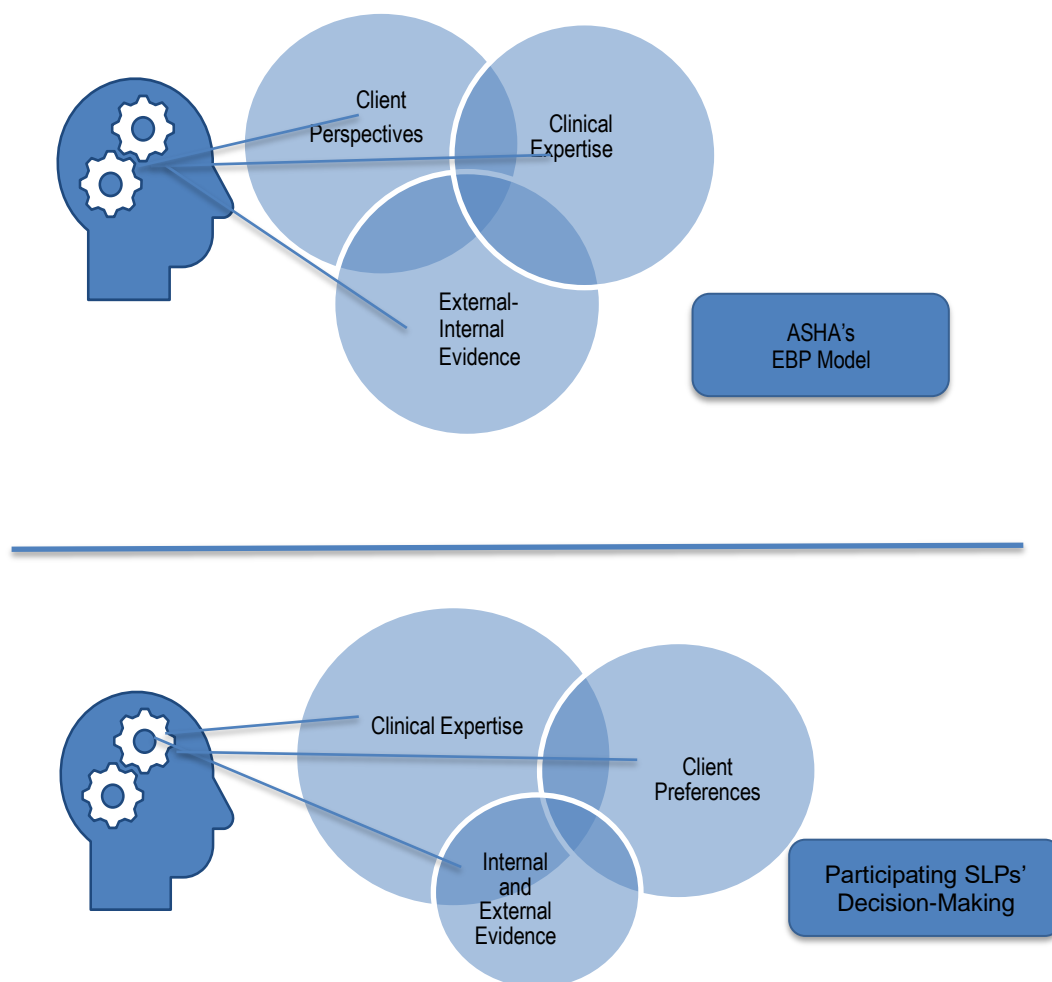 Client
Perspectives
Clinical
Expertise
External-
Internal
Evidence
ASHA's
EBP Model
Clinical Expertise
Client
Preferences
Internal
and
External
Evidence
Participating SLPs'
Decision-Making